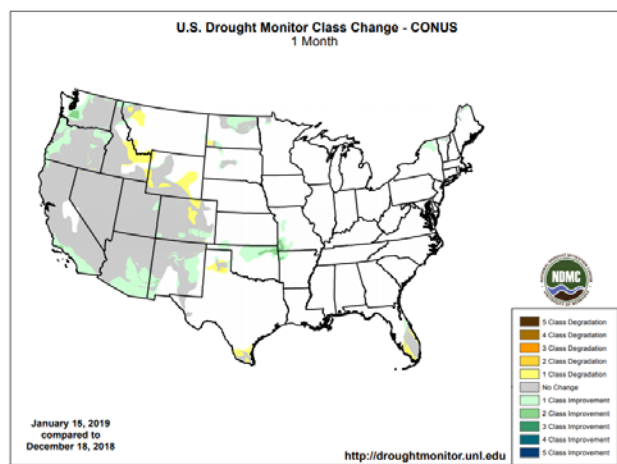 U.S. Drought Monitor Class Change - CONUS
1 Month
NDMC
5 Class Degradation
4 Class Degradation
3 Class Degradation
2 Class Degradation
1 Class Degradation
No Change
1 Class Improvement
2 Class Improvement
3 Class Improvement
4 Class Improvement
5 Class Improvement
January 15, 2019
compared to
December 18, 2018
http://droughtmonitor.unl.edu